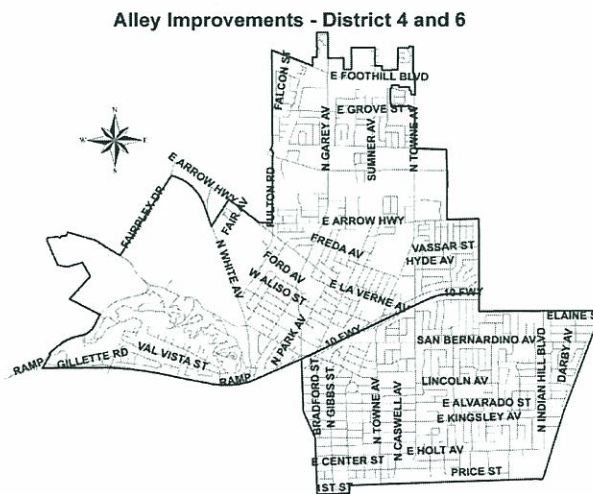 Alley Improvements - District 4 and 6
E FOOTHILL BLVD
FALCON ST
E GROVE ST
N GAREY AV
SUMNER AV
N TOWNE AV
N
W
E
S
E ARROW HWY
FAIRPLEX DR
FAIR AV
FULTON RD
E ARROW HWY
N WHITE AV
FREDA AV
VASSAR ST
HYDE AV
FORD AV
W ALISO ST
E LA VERNE AV
10 FWY
N PARK AV
10 FWY
ELAINE S
SAN BERNARDINO AV
N INDIAN HILL BLVD
DARBY AV
VAL VISTA ST
GILLETTE RD
RAMP
RAMP
BRADFORD ST
N GIBBS ST
N TOWNE AV
N CASWELL AV
LINCOLN AV
E ALVARADO ST
E KINGSLEY AV
E HOLT AV
E CENTER ST
PRICE ST
1ST ST